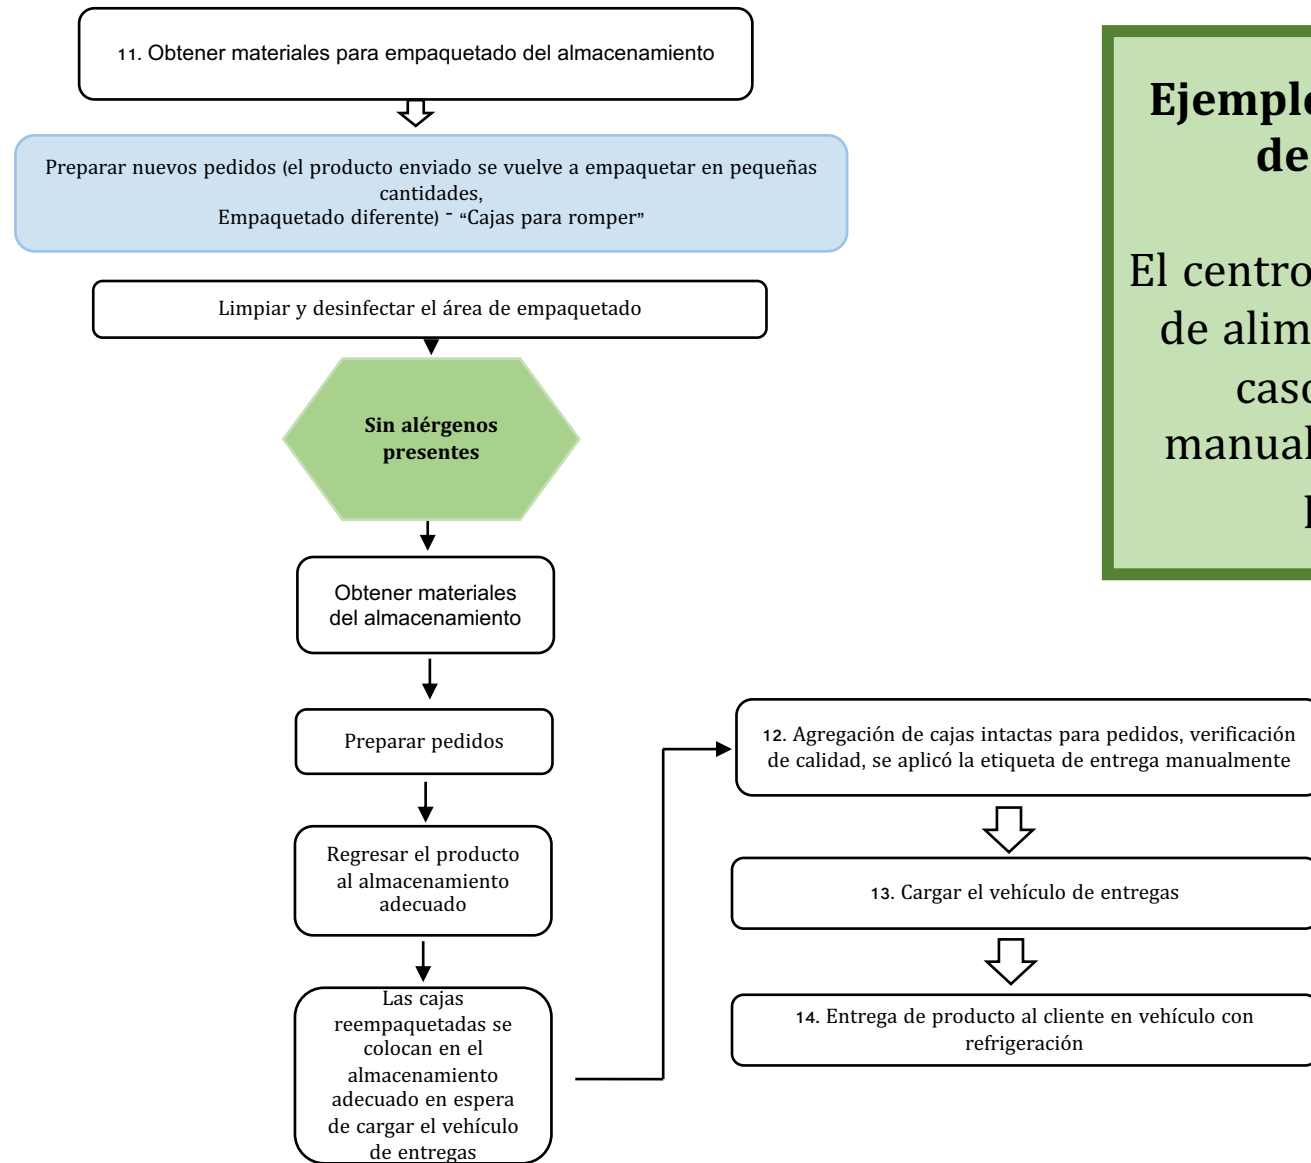 11. Obtener materiales para empaquetado del almacenamiento
Preparar nuevos pedidos (el producto enviado se vuelve a empaquetar en pequeñas
cantidades,
Empaquetado diferente) - “Cajas para romper”
Limpiar y desinfectar el área de empaquetado
Sin alérgenos
presentes
Obtener materiales
del almacenamiento
Preparar pedidos
Regresar el producto
al almacenamiento
adecuado
Las cajas
reempaquetadas se
colocan en el
almacenamiento
adecuado en espera
de cargar el vehículo
de entregas
12. Agregación de cajas intactas para pedidos, verificación
de calidad, se aplicó la etiqueta de entrega manualmente
13. Cargar el vehículo de entregas
14. Entrega de producto al cliente en vehículo con
refrigeración
Ejemplo
de
El centro
de alim
caso
manual